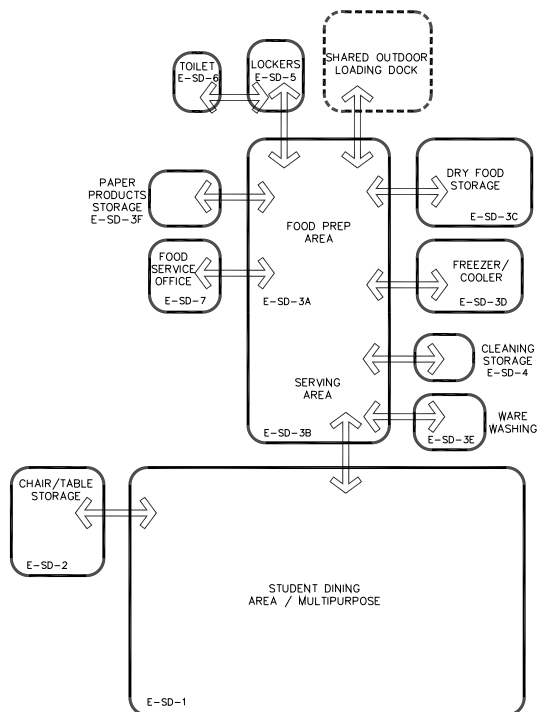 TOILET
E-SD-6
LOCKERS
E-SD-5
SHARED OUTDOOR
LOADING DOCK
PAPER
PRODUCTS
STORAGE
E-SD-3F
DRY FOOD
STORAGE
E-SD-3C
FOOD PREP
AREA
FOOD
SERVICE
OFFICE
E-SD-7
E-SD-3A
FREEZER/
COOLER
E-SD-3D
CLEANING
STORAGE
E-SD-4
SERVING
AREA
E-SD-3B
E-SD-3E
WARE
WASHING
CHAIR/TABLE
STORAGE
E-SD-2
STUDENT DINING
AREA / MULTIPURPOSE
E-SD-1